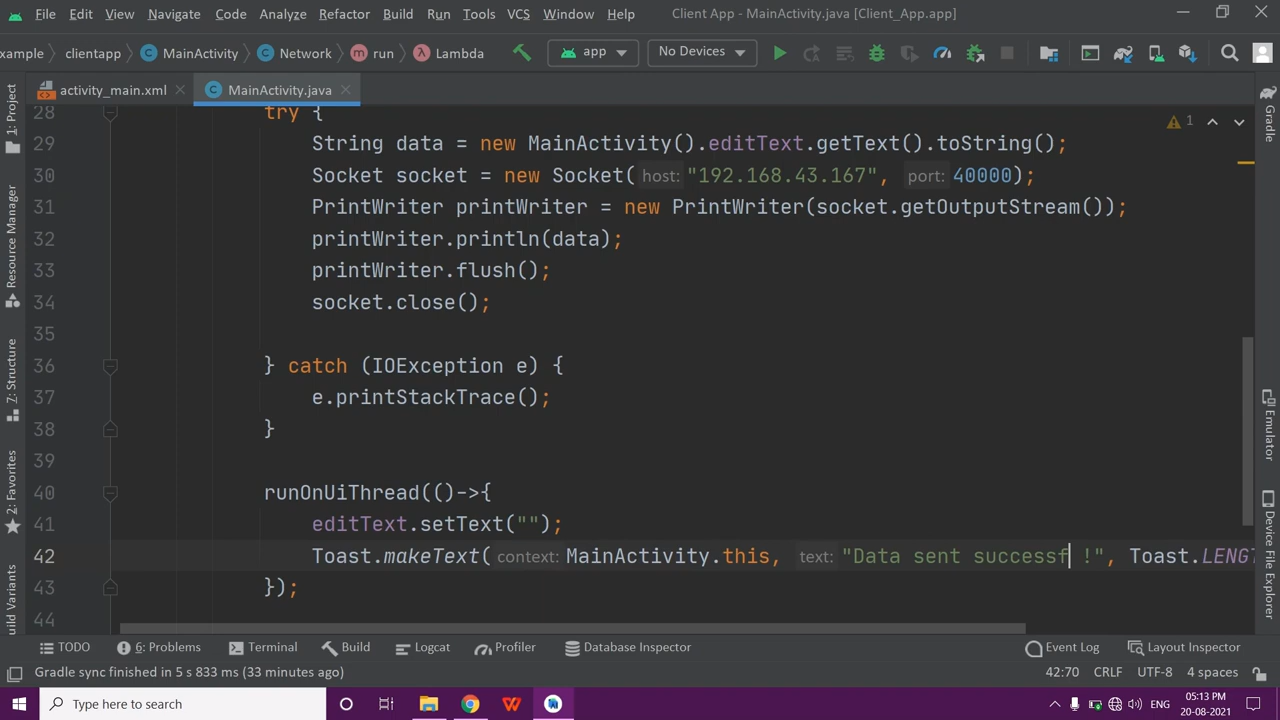 File Edit View Navigate Code Analyze Refactor Build Run Tools VCS Window Help Client App - MainActivity.java [Client_App.app]
example clientapp MainActivity Network run Lambda app No Devices
activity_main.xml MainActivity.java
1: Project
Resource Manager
7: Structure
2: Favorites
Build Variants
28 try {
29 String data = new MainActivity().editText.getText().toString();
30 Socket socket = new Socket( host: "192.168.43.167", port: 40000);
31 PrintWriter printWriter = new PrintWriter(socket.getOutputStream());
32 printWriter.println(data);
33 printWriter.flush();
34 socket.close();
35
36 } catch (IOException e) {
37 e.printStackTrace();
38 }
39
40 runOnUiThread(()->{
41 editText.setText("");
42 Toast.makeText( context: MainActivity.this, text: "Data sent successf !", Toast.LENGT
43 });
44
1
Gradle
Emulator
Device File Explorer
TODO 6: Problems Terminal Build Logcat Profiler Database Inspector Event Log Layout Inspector
Gradle sync finished in 5 s 833 ms (33 minutes ago) 42:70 CRLF UTF-8 4 spaces
Type here to search ENG 05:13 PM
20-08-2021